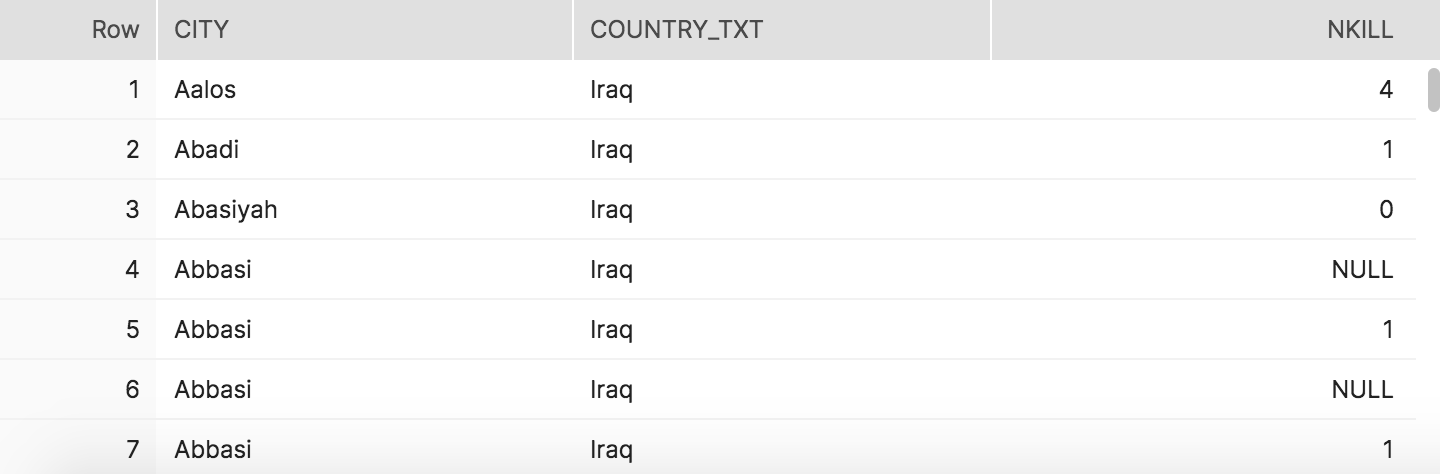 Row CITY COUNTRY_TXT NKILL
1 Aalos Iraq 4
2 Abadi Iraq 1
3 Abasiyah Iraq 0
4 Abbasi Iraq NULL
5 Abbasi Iraq 1
6 Abbasi Iraq NULL
7 Abbasi Iraq 1